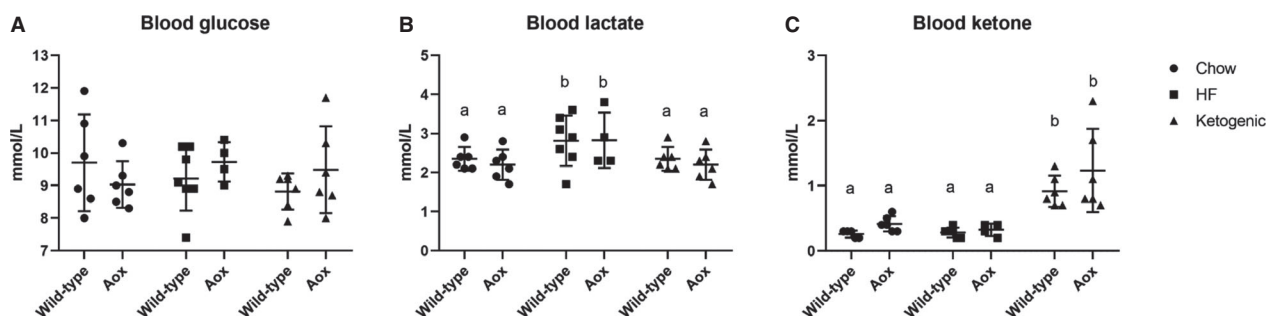 A
Blood glucose
mmol/L
13
12
11
10
9
8
7
Wild-type
Aox
Wild-type
Aox
Wild-type
Aox
B
Blood lactate
mmol/L
5
4
3
2
1
0
a
a
b
b
a
a
Wild-type
Aox
Wild-type
Aox
Wild-type
Aox
C
Blood ketone
mmol/L
3
2
1
0
a
a
a
a
b
b
Wild-type
Aox
Wild-type
Aox
Wild-type
Aox
Chow
HF
Ketogenic